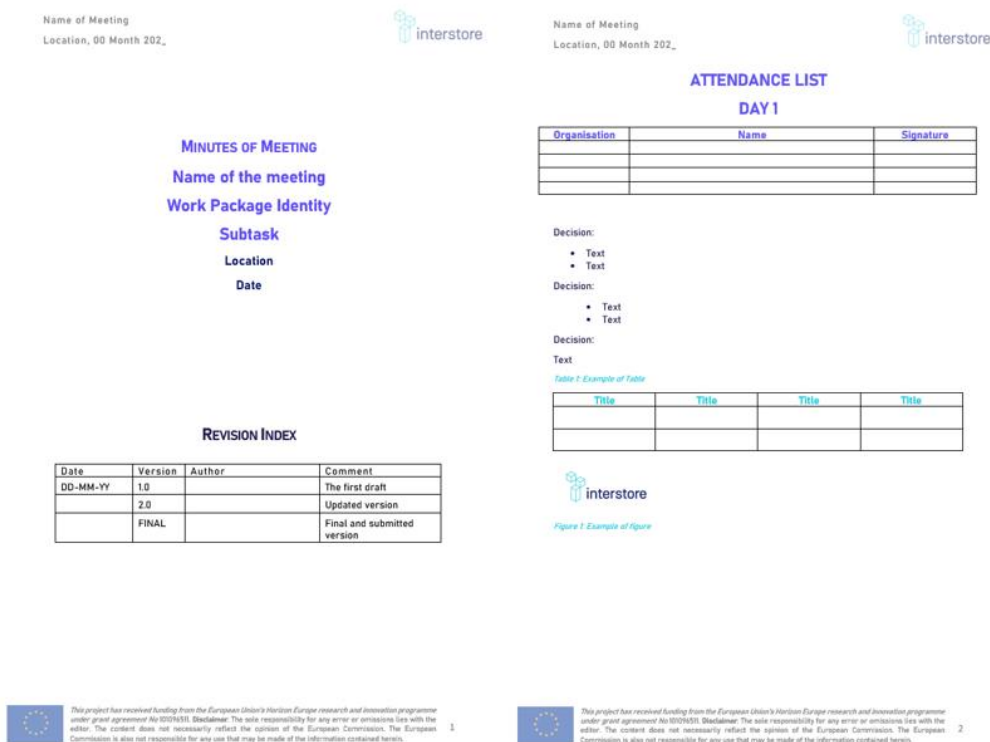 Name of Meeting
Location, 00 Month 202_
interstore
MINUTES OF MEETING
Name of the meeting
Work Package Identity
Subtask
Location
Date
REVISION INDEX
Date Version Author Comment
DD-MM-YY 1.0 The first draft
2.0 Updated version
FINAL Final and submitted
version
This project has received funding from the European Union's Horizon Europe research and innovation programme
under grant agreement No 101096511. Disclaimer: The sole responsibility for any error or omissions lies with the
editor. The content does not necessarily reflect the opinion of the European Commission. The European
Commission is also not responsible for any use that may be made of the information contained herein.
1
Name of Meeting
Location, 00 Month 202_
interstore
ATTENDANCE LIST
DAY 1
Organisation Name Signature
Decision:
• Text
• Text
Decision:
• Text
• Text
Decision:
Text
Table 1: Example of Table
Title Title Title Title
interstore
Figure 1: Example of figure
This project has received funding from the European Union's Horizon Europe research and innovation programme
under grant agreement No 101096511. Disclaimer: The sole responsibility for any error or omissions lies with the
editor. The content does not necessarily reflect the opinion of the European Commission. The European
Commission is also not responsible for any use that may be made of the information contained herein.
2